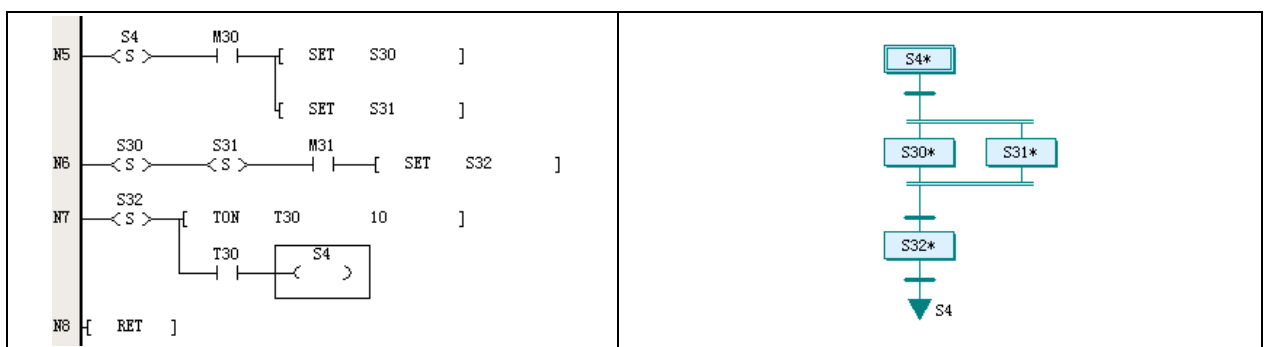 S4 M30
N5 S SET S30
SET S31
S30 S31 M31
N6 S S SET S32
S32
N7 S TON T30 10
T30 S4
N8 RET
S4*
S30* S31*
S32*
S4